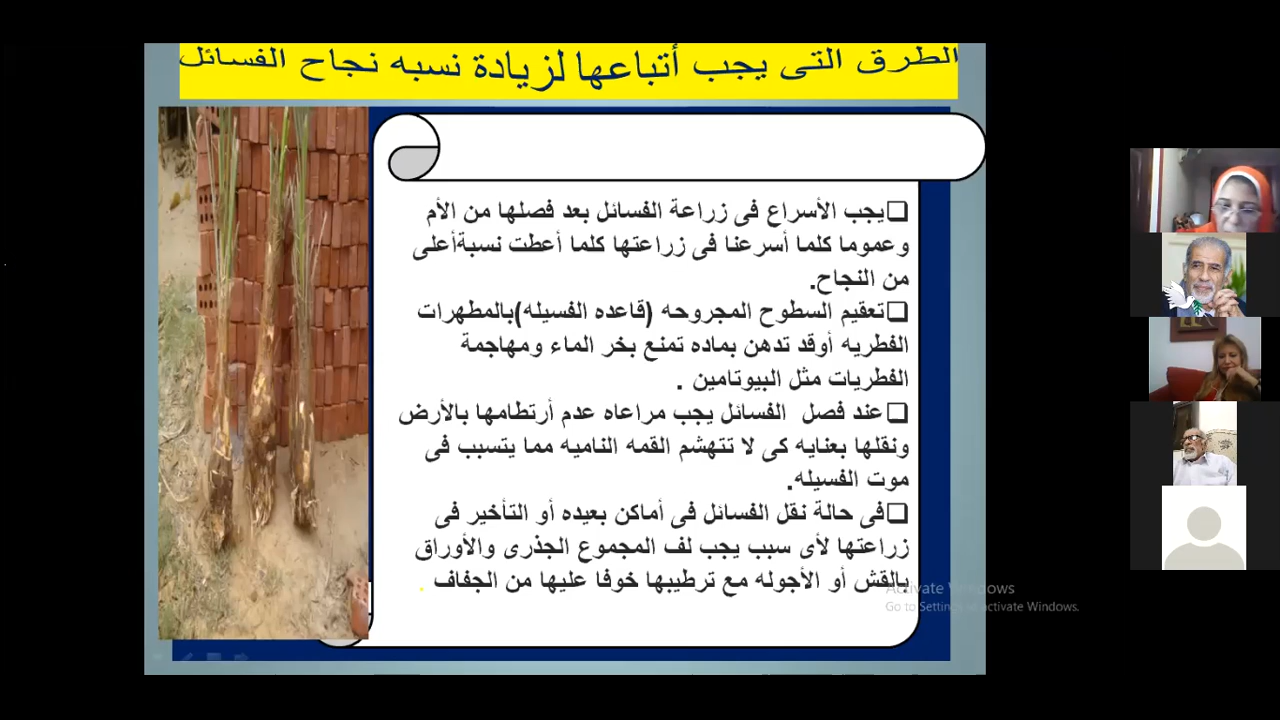 الطرق التى يجب أتباعها لزيادة نسبه نجاح الفسائل
❑يجب الأسراع فى زراعة الفسائل بعد فصلها من الأم
وعموما كلما أسرعنا فى زراعتها كلما أعطت نسبةأعلى
من النجاح.
❑تعقيم السطوح المجروحه (قاعده الفسيله)بالمطهرات
الفطريه أوقد تدهن بماده تمنع بخر الماء ومهاجمة
الفطريات مثل البيوتامين .
❑عند فصل الفسائل يجب مراعاه عدم أرتطامها بالأرض
ونقلها بعنايه كى لا تتهشم القمه الناميه مما يتسبب فى
موت الفسيله.
❑فى حالة نقل الفسائل فى أماكن بعيده أو التأخير فى
زراعتها لأى سبب يجب لف المجموع الجذرى والأوراق
بالقش أو الأجوله مع ترطيبها خوفا عليها من الجفاف .
Activate Windows
Go to Settings to activate Windows.